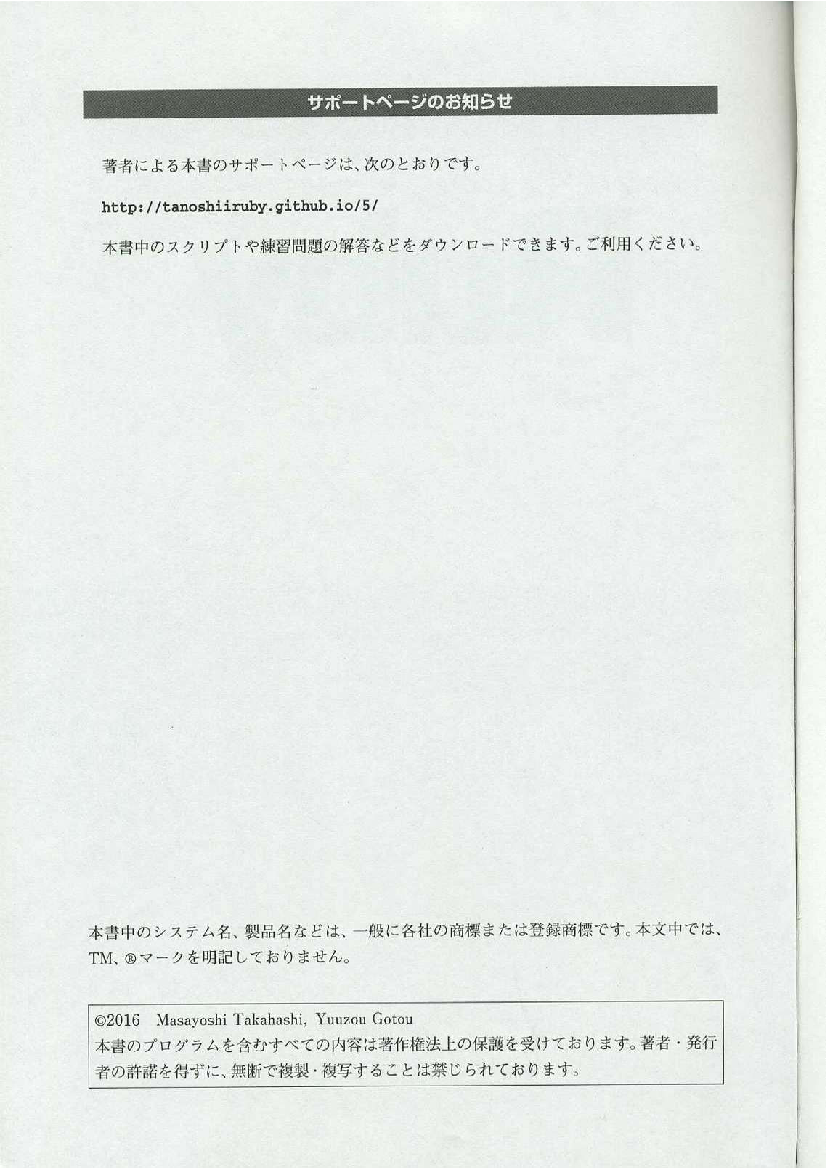 サポートページのお知らせ
著者による本書のサポートページは、次のとおりです。
http://tanoshiiruby.github.io/5/
本書中のスクリプトや練習問題の解答などをダウンロードできます。ご利用ください。
本書中のシステム名、製品名などは、一般に各社の商標または登録商標です。本文中では、
TM、®マークを明記しておりません。
©2016　Masayoshi Takahashi, Yuuzou Gotou
本書のプログラムを含むすべての内容は著作権法上の保護を受けております。著者・発行
者の許諾を得ずに、無断で複製・複写することは禁じられております。